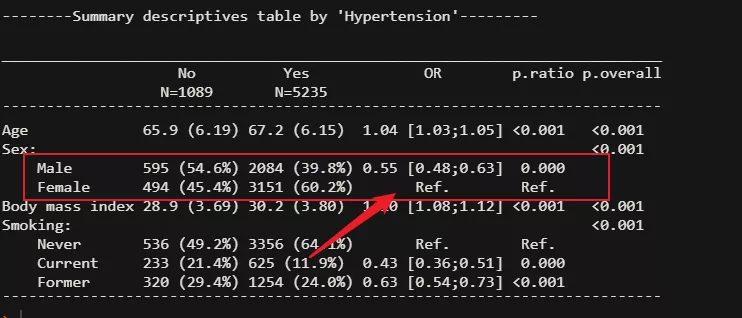 --------Summary descriptives table by 'Hypertension'---------
No Yes OR p.ratio p.overall
N=1089 N=5235
Age 65.9 (6.19) 67.2 (6.15) 1.04 [1.03;1.05] <0.001 <0.001
Sex: <0.001
Male 595 (54.6%) 2084 (39.8%) 0.55 [0.48;0.63] 0.000
Female 494 (45.4%) 3151 (60.2%) Ref. Ref.
Body mass index 28.9 (3.69) 30.2 (3.80) [1.08;1.12] <0.001 <0.001
Smoking: <0.001
Never 536 (49.2%) 3356 (64.1%) Ref. Ref.
Current 233 (21.4%) 625 (11.9%) 0.43 [0.36;0.51] 0.000
Former 320 (29.4%) 1254 (24.0%) 0.63 [0.54;0.73] <0.001